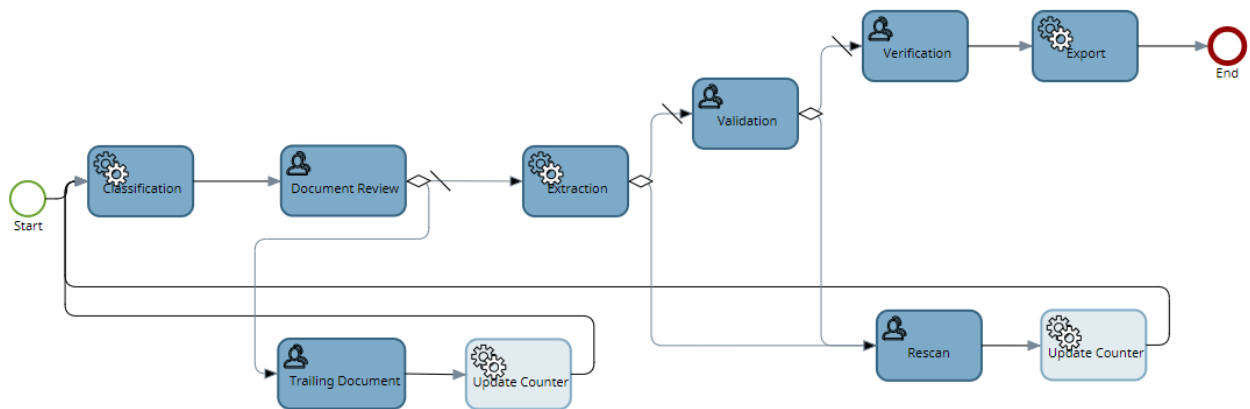 Verification
Export
End
Validation
Classification
Document Review
Extraction
Start
Rescan
Update Counter
Trailing Document
Update Counter